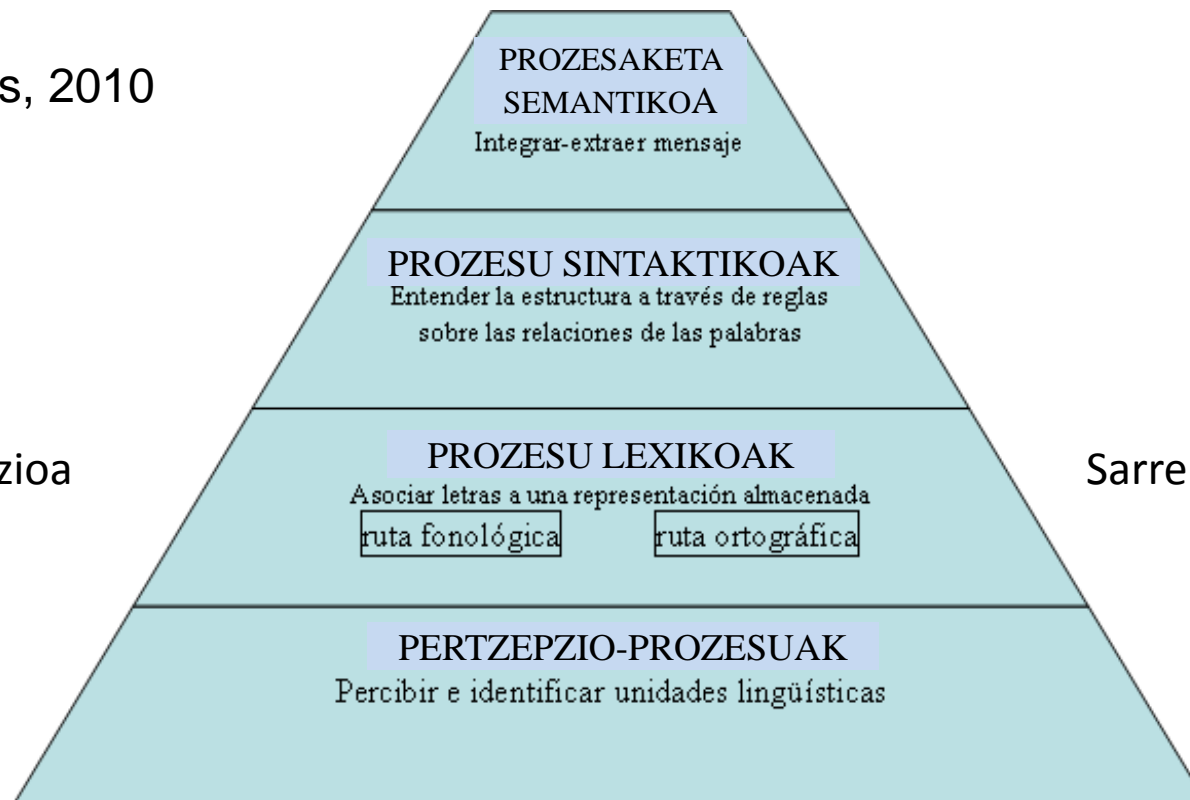 PROZESAKETA
SEMANTIKOA
s, 2010
Integrar-extraer mensaje
PROZESU SINTAKTIKOAK
Entender la estructura a través de reglas
sobre las relaciones de las palabras
PROZESU LEXIKOAK
zioa
Sarre
Asociar letras a una representación almacenada
ruta fonológica
ruta ortográfica
PERTZEPZIO-PROZESUAK
Percibir e identificar unidades lingüísticas